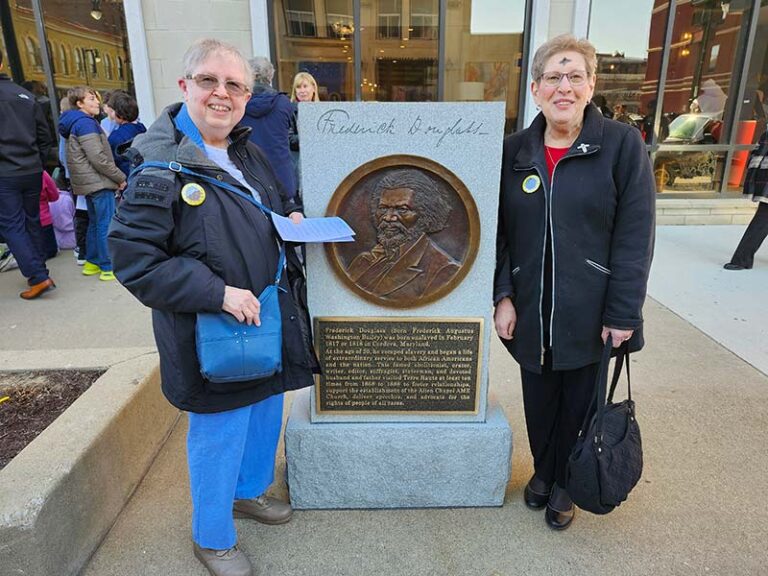 Frederick Douglass
Frederick Douglass (born Frederick Augustus
Washington Bailey) was born enslaved in February
1817 or 1818 in Cordova, Maryland.
At the age of 20, he escaped slavery and began a life
of extraordinary service to both African Americans
and the nation. This famed abolitionist, orator,
writer, editor, suffragist, statesman, and devoted
husband and father visited Terre Haute at least ten
times from 1868 to 1880 to foster relationships,
support the establishment of the Allen Chapel AME
Church, deliver speeches, and advocate for the
rights of people of all races.